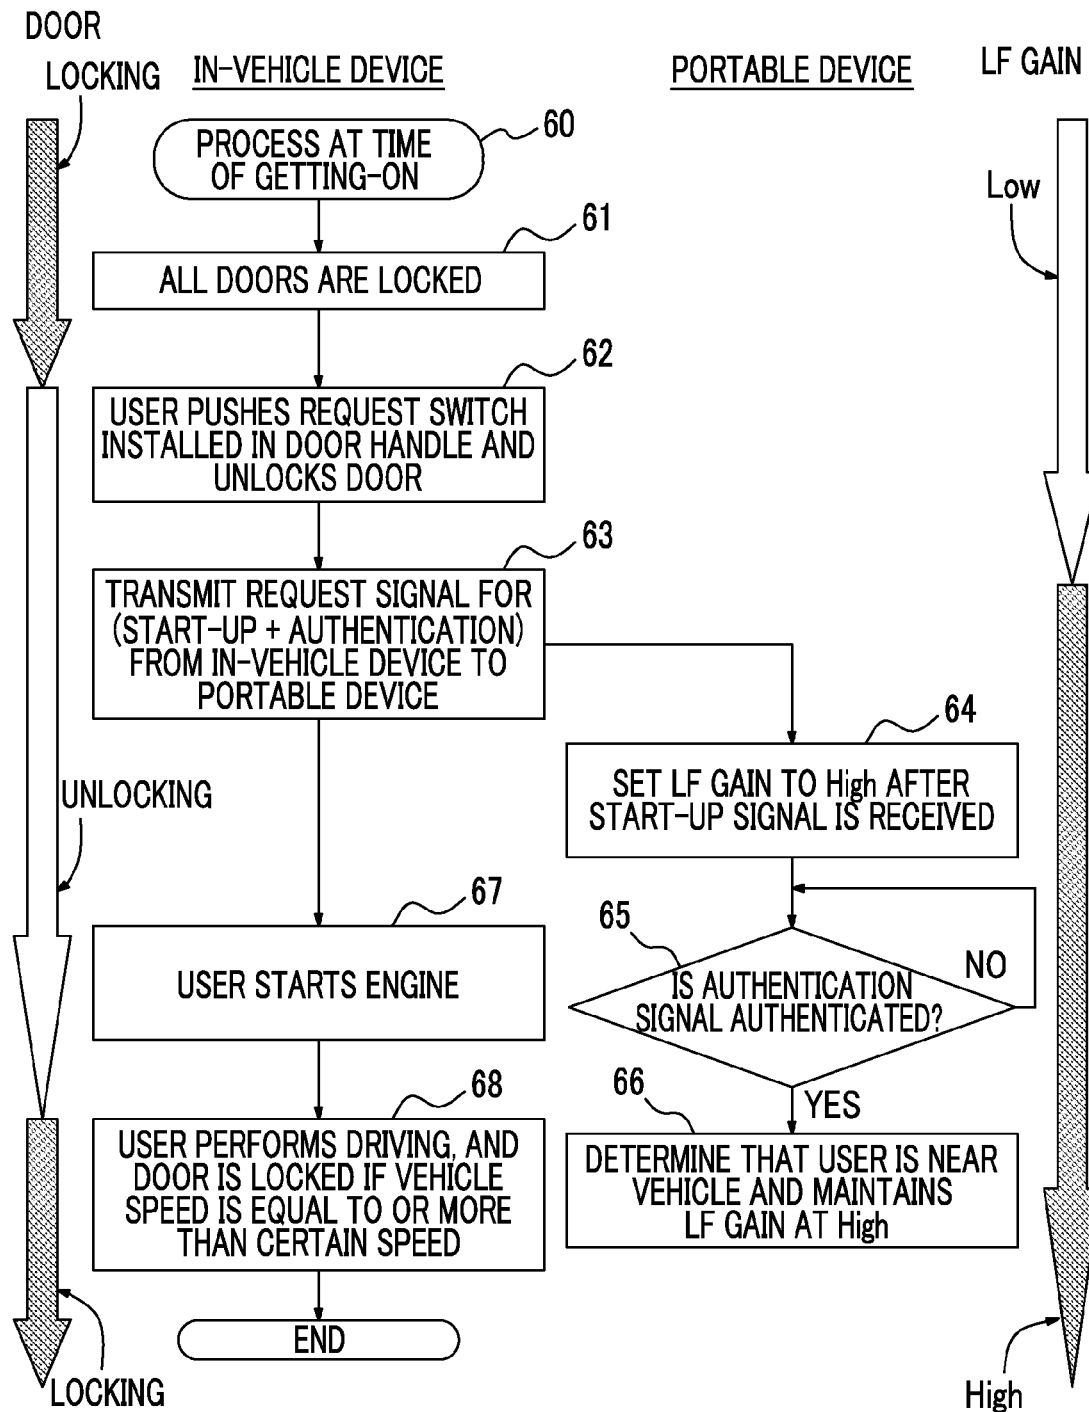 DOOR
LOCKING
IN-VEHICLE DEVICE
PORTABLE DEVICE
LF GAIN
60
PROCESS AT TIME
OF GETTING-ON
Low
61
ALL DOORS ARE LOCKED
62
USER PUSHES REQUEST SWITCH
INSTALLED IN DOOR HANDLE AND
UNLOCKS DOOR
63
TRANSMIT REQUEST SIGNAL FOR
(START-UP + AUTHENTICATION)
FROM IN-VEHICLE DEVICE TO
PORTABLE DEVICE
64
SET LF GAIN TO High AFTER
START-UP SIGNAL IS RECEIVED
UNLOCKING
67
USER STARTS ENGINE
65
IS AUTHENTICATION
SIGNAL AUTHENTICATED?
NO
YES
66
DETERMINE THAT USER IS NEAR
VEHICLE AND MAINTAINS
LF GAIN AT High
68
USER PERFORMS DRIVING, AND
DOOR IS LOCKED IF VEHICLE
SPEED IS EQUAL TO OR MORE
THAN CERTAIN SPEED
END
LOCKING
High